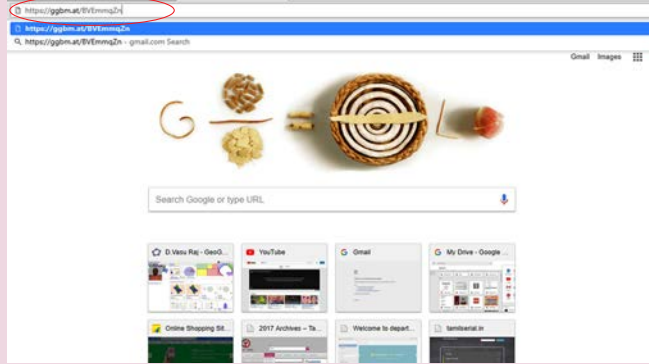 https://ggbm.at/BVEmmqZn
https://ggbm.at/BVEmmqZn
https://ggbm.at/BVEmmqZn - gmail.com Search
Gmail Images
Search Google or type URL
D.Vasu Raj - GeoG... YouTube Gmail My Drive - Google ...
Online Shopping Sit... 2017 Archives – Ta... Welcome to depart... tamilserial.in